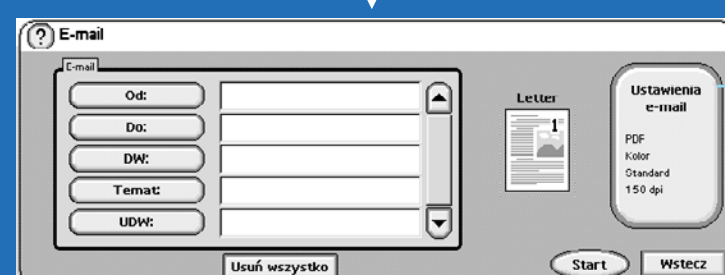 ? E-mail
E-mail
Od:
Do:
DW:
Temat:
UDW:
Usuń wszystko
Letter
1
Ustawienia
e-mail
PDF
Kolor
Standard
150 dpi
Start
Wstecz